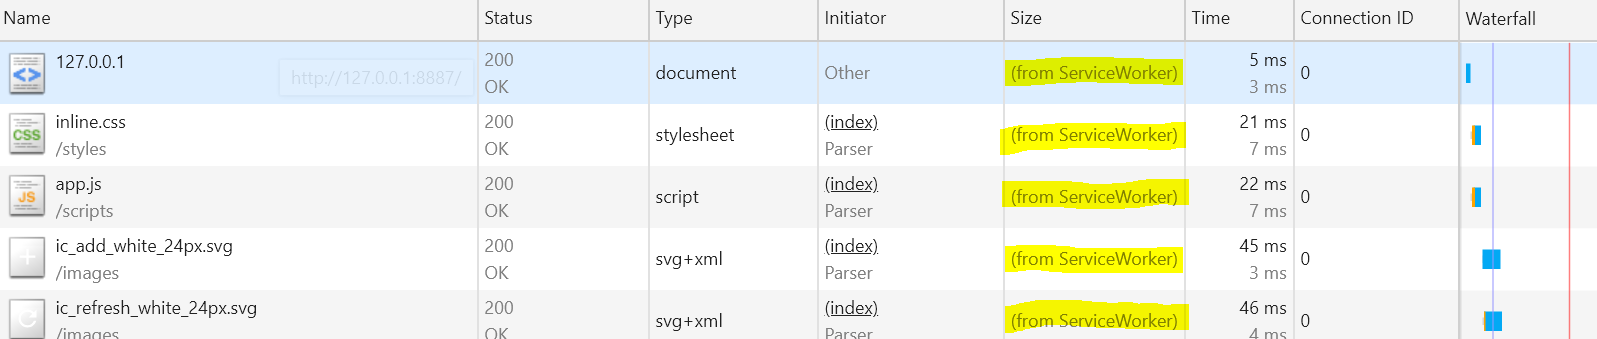 Name Status Type Initiator Size Time Connection ID Waterfall
127.0.0.1 200 5 ms
http://127.0.0.1:8887/ document Other (from ServiceWorker) 0
OK 3 ms
inline.css 200 (index) 21 ms
stylesheet (from ServiceWorker) 0
/styles OK Parser 7 ms
app.js 200 (index) 22 ms
script (from ServiceWorker) 0
/scripts OK Parser 7 ms
ic_add_white_24px.svg 200 (index) 45 ms
svg+xml (from ServiceWorker) 0
/images OK Parser 3 ms
ic_refresh_white_24px.svg 200 (index) 46 ms
svg+xml (from ServiceWorker) 0
/images OK Parser 4 ms